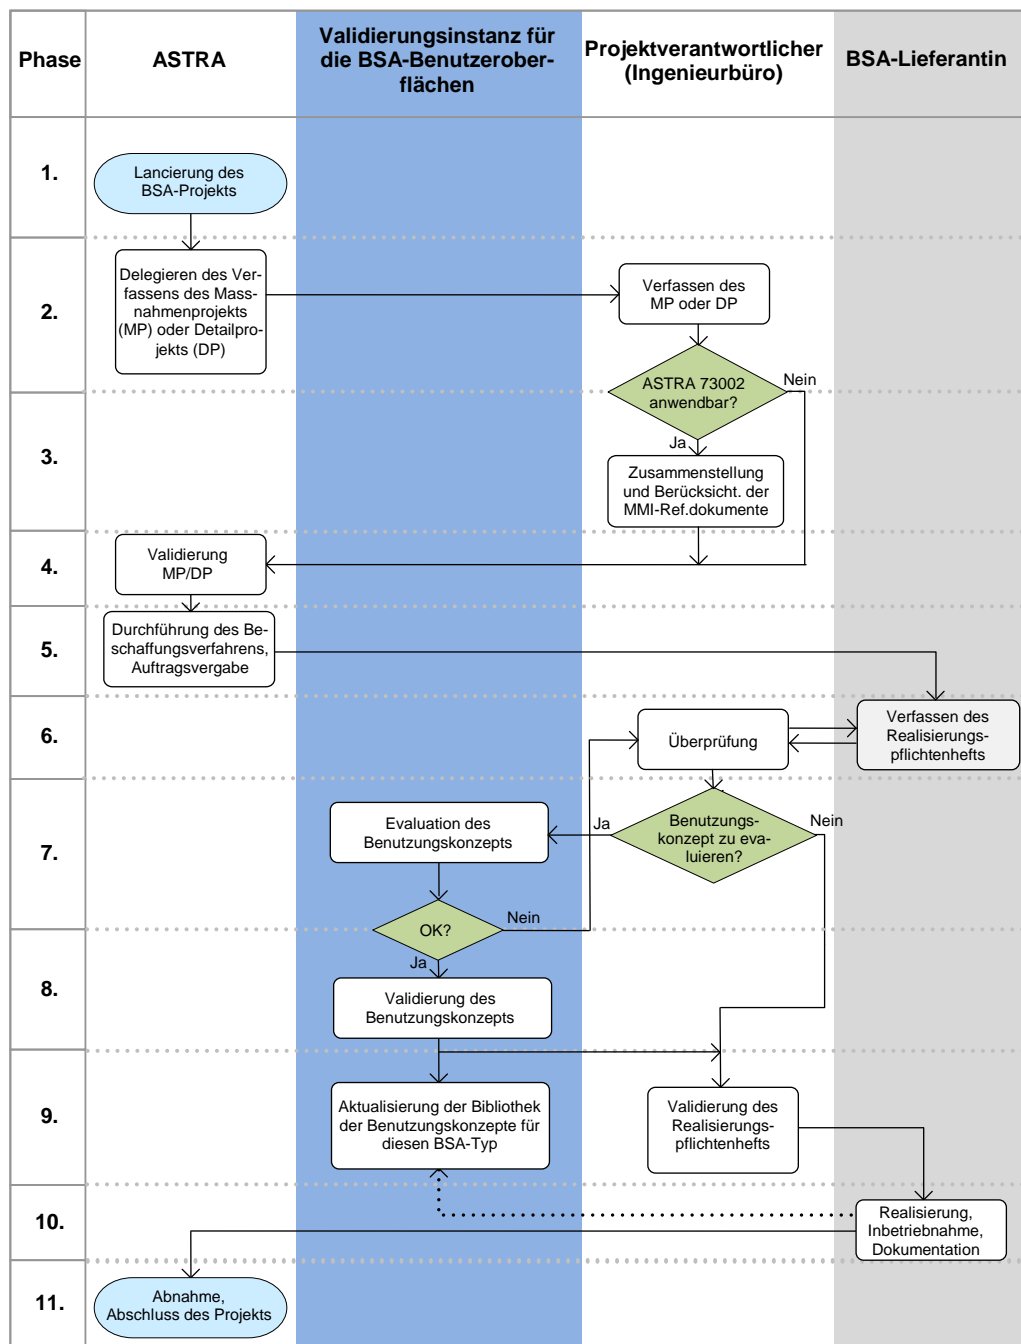 Phase
ASTRA
Validierungsinstanz für
die BSA-Benutzerober-
flächen
Projektverantwortlicher
(Ingenieurbüro)
BSA-Lieferantin
1.
Lancierung des
BSA-Projekts
2.
Delegieren des Ver-
fassens des Mass-
nahmenprojekts
(MP) oder Detailpro-
jekts (DP)
Verfassen des
MP oder DP
ASTRA 73002
anwendbar?
Nein
Ja
3.
Zusammenstellung
und Berücksicht. der
MMI-Ref.dokumente
4.
Validierung
MP/DP
5.
Durchführung des Be-
schaffungsverfahrens,
Auftragsvergabe
6.
Überprüfung
Verfassen des
Realisierungs-
pflichtenhefts
7.
Evaluation des
Benutzungskonzepts
Ja
Benutzungs-
konzept zu eva-
luieren?
Nein
OK?
Nein
Ja
8.
Validierung des
Benutzungskonzepts
9.
Aktualisierung der Bibliothek
der Benutzungskonzepte für
diesen BSA-Typ
Validierung des
Realisierungs-
pflichtenhefts
10.
Realisierung,
Inbetriebnahme,
Dokumentation
11.
Abnahme,
Abschluss des Projekts